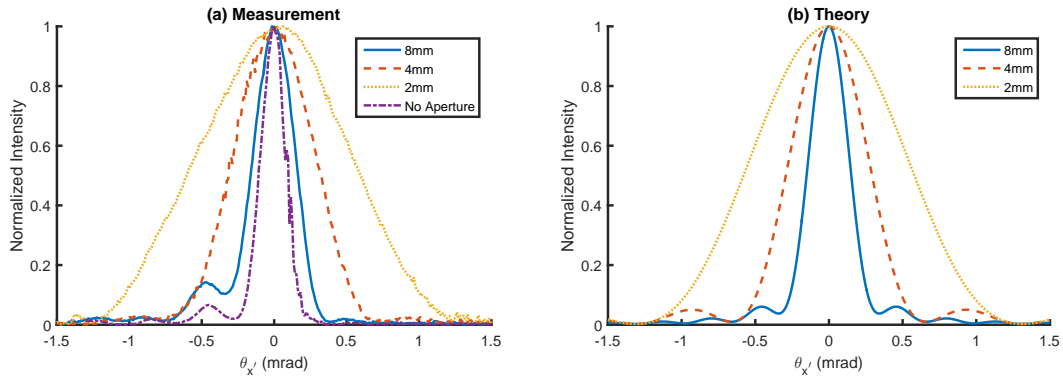 (a) Measurement
Normalized Intensity
1
0.8
0.6
0.4
0.2
0
-1.5
-1
-0.5
0
0.5
1
1.5
θx′ (mrad)
8mm
4mm
2mm
No Aperture
(b) Theory
Normalized Intensity
1
0.8
0.6
0.4
0.2
0
-1.5
-1
-0.5
0
0.5
1
1.5
θx′ (mrad)
8mm
4mm
2mm